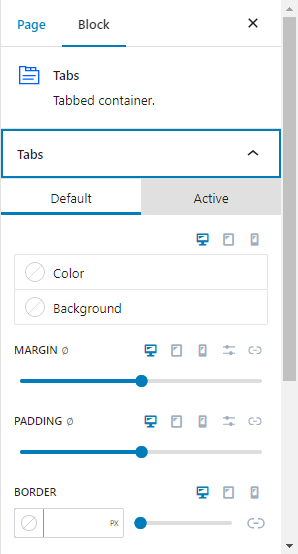 Page Block
Tabs
Tabbed container.
Tabs
Default Active
Color
Background
MARGIN Ø
PADDING Ø
BORDER
PX